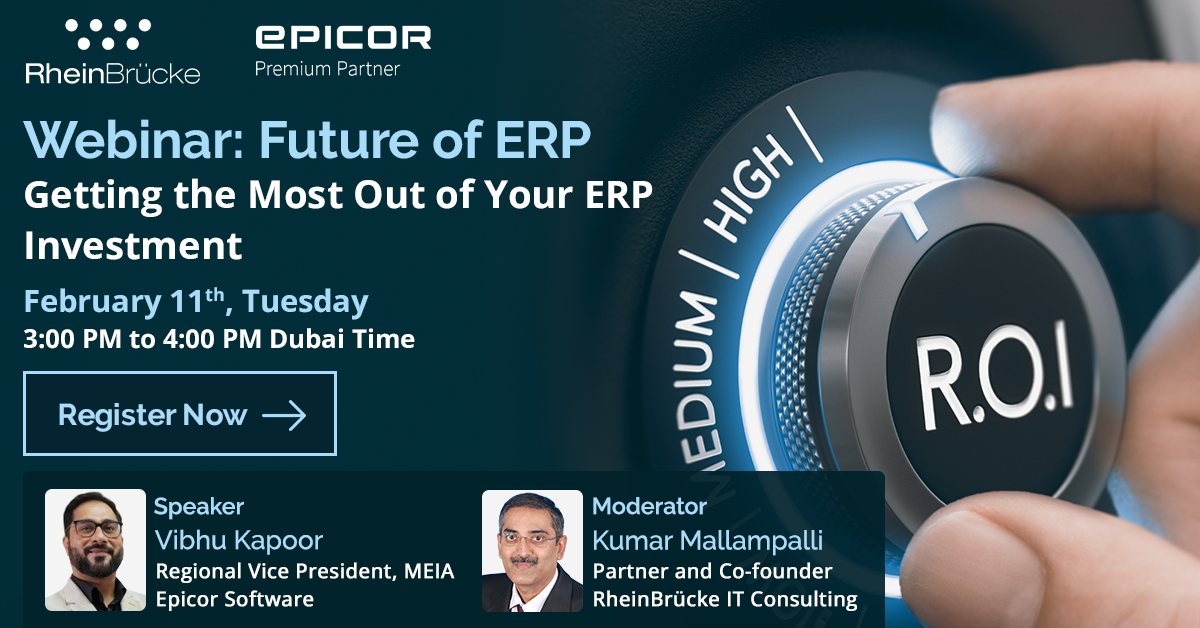 RheinBrücke
EPICOR
Premium Partner
Webinar: Future of ERP
Getting the Most Out of Your ERP
Investment
February 11th, Tuesday
3:00 PM to 4:00 PM Dubai Time
Register Now
MEDIUM / HIGH /
R.O.I
Speaker
Vibhu Kapoor
Regional Vice President, MEIA
Epicor Software
Moderator
Kumar Mallampalli
Partner and Co-founder
RheinBrücke IT Consulting